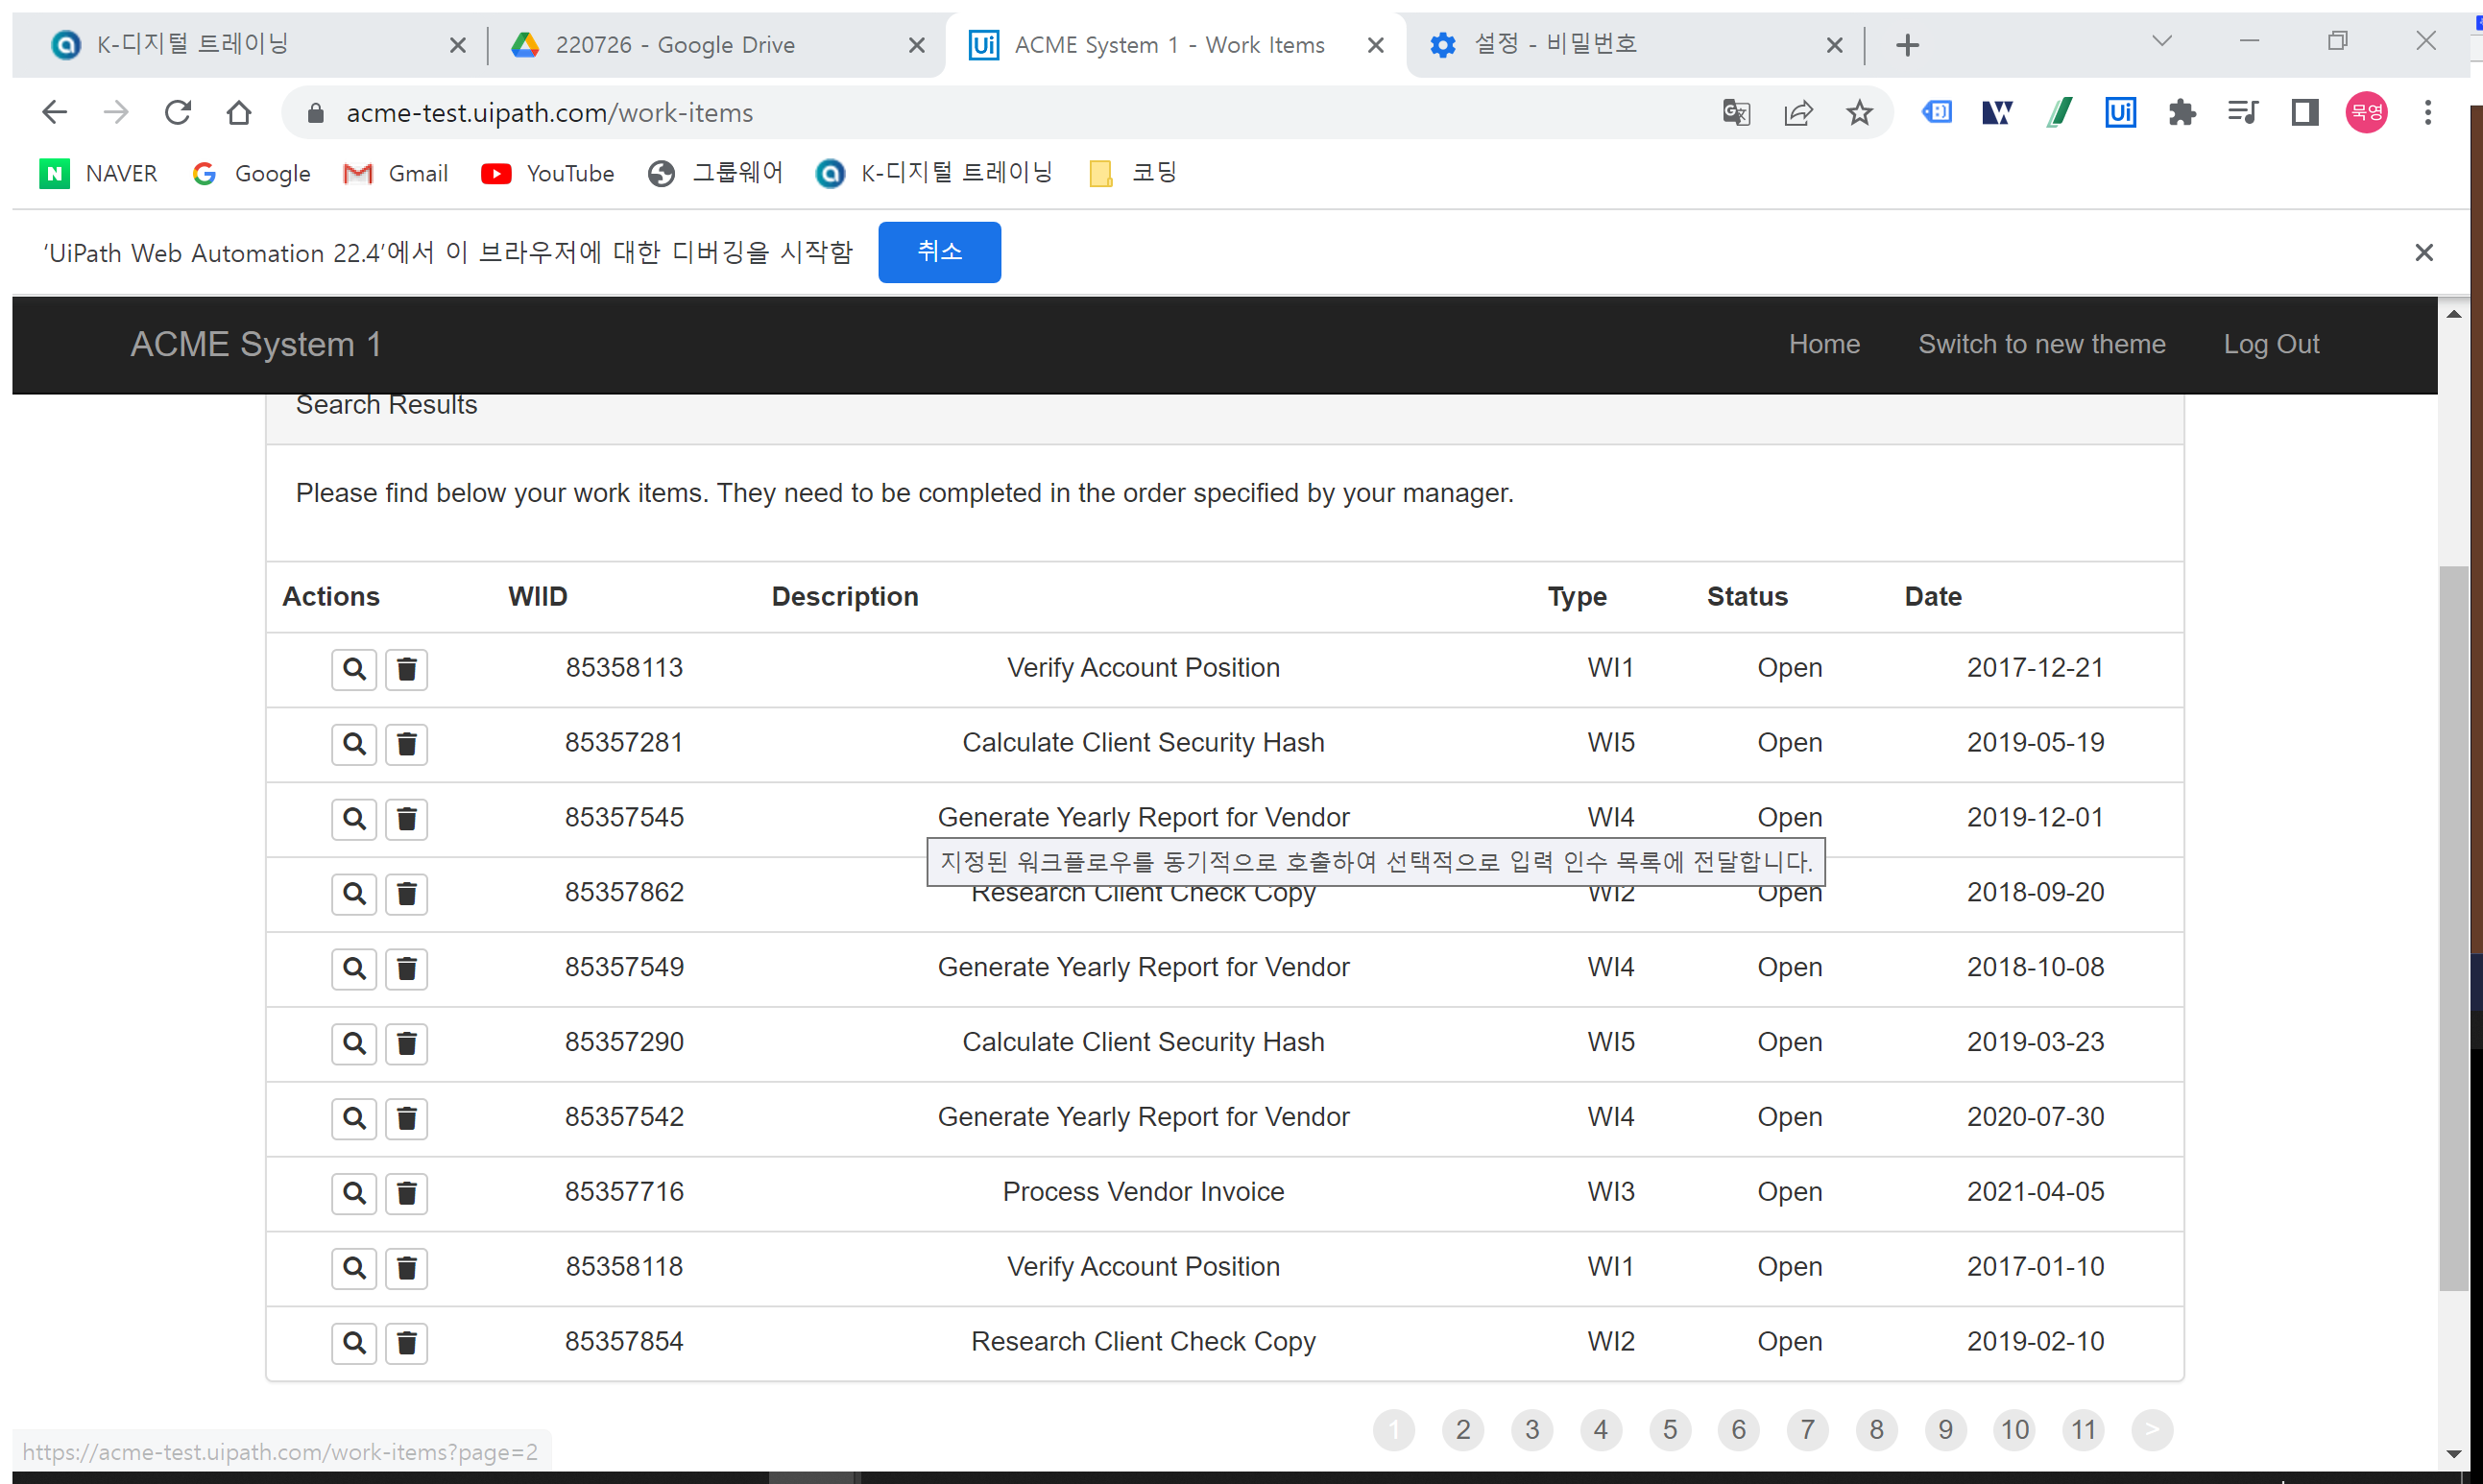 K-디지털 트레이닝
220726 - Google Drive
Ui ACME System 1 - Work Items
설정 - 비밀번호
acme-test.uipath.com/work-items
Ui
묵영
N NAVER
Google
Gmail
YouTube
그룹웨어
K-디지털 트레이닝
코딩
'UiPath Web Automation 22.4'에서 이 브라우저에 대한 디버깅을 시작함 취소
ACME System 1 Home Switch to new theme Log Out
Search Results
Please find below your work items. They need to be completed in the order specified by your manager.
Actions WIID Description Type Status Date
85358113 Verify Account Position WI1 Open 2017-12-21
85357281 Calculate Client Security Hash WI5 Open 2019-05-19
85357545 Generate Yearly Report for Vendor WI4 Open 2019-12-01
지정된 워크플로우를 동기적으로 호출하여 선택적으로 입력 인수 목록에 전달합니다.
85357862 Research Client Check Copy WI2 Open 2018-09-20
85357549 Generate Yearly Report for Vendor WI4 Open 2018-10-08
85357290 Calculate Client Security Hash WI5 Open 2019-03-23
85357542 Generate Yearly Report for Vendor WI4 Open 2020-07-30
85357716 Process Vendor Invoice WI3 Open 2021-04-05
85358118 Verify Account Position WI1 Open 2017-01-10
85357854 Research Client Check Copy WI2 Open 2019-02-10
1 2 3 4 5 6 7 8 9 10 11 >
https://acme-test.uipath.com/work-items?page=2